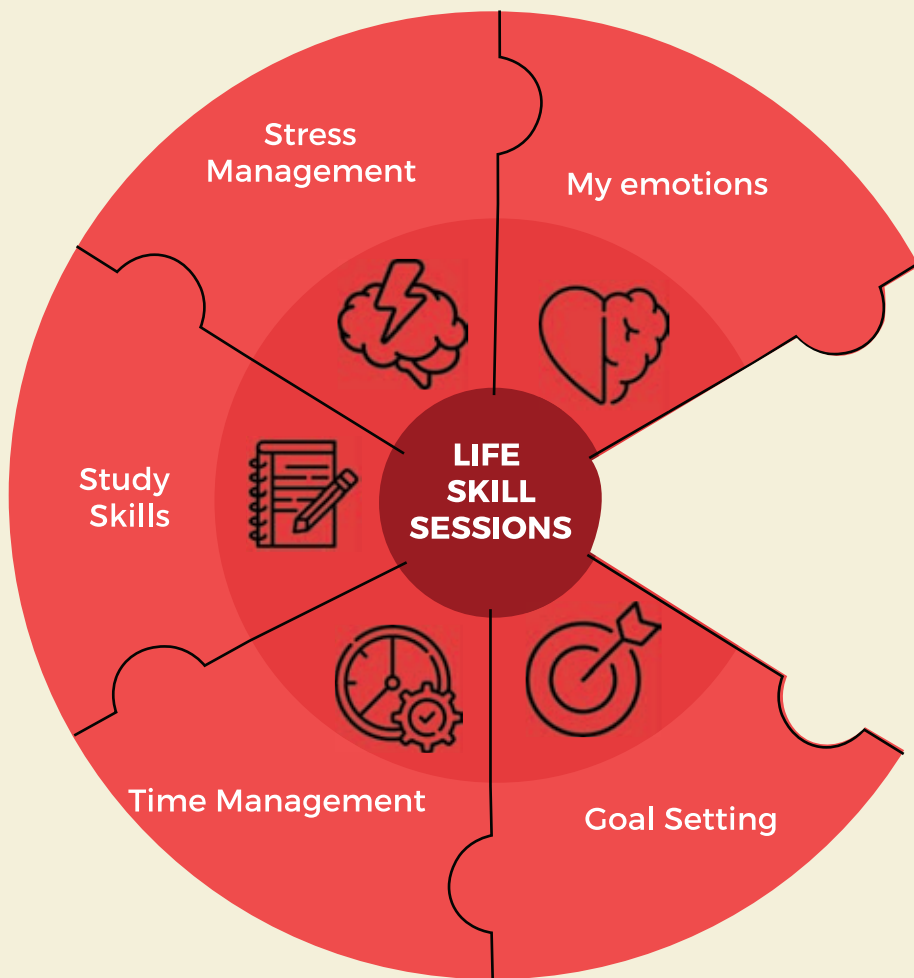 Stress
Management
My emotions
Study
Skills
LIFE
SKILL
SESSIONS
Time Management
Goal Setting